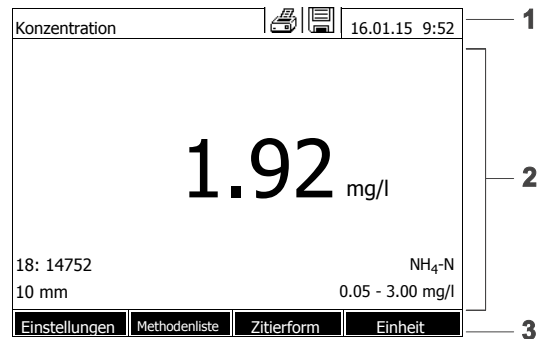 Konzentration 16.01.15 9:52 1
1.92 mg/l 2
18: 14752 NH₄-N
10 mm 0.05 - 3.00 mg/l
Einstellungen Methodenliste Zitierform Einheit 3